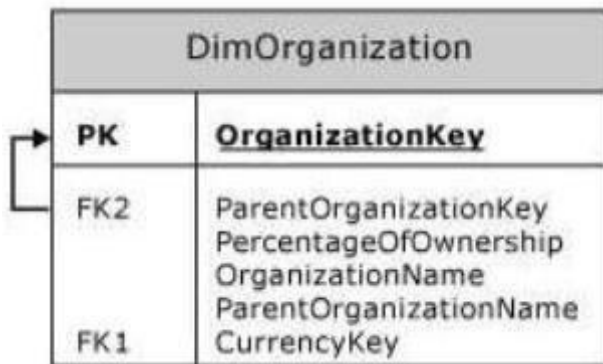 DimOrganization
PK OrganizationKey
FK2 ParentOrganizationKey
PercentageOfOwnership
OrganizationName
ParentOrganizationName
FK1 CurrencyKey